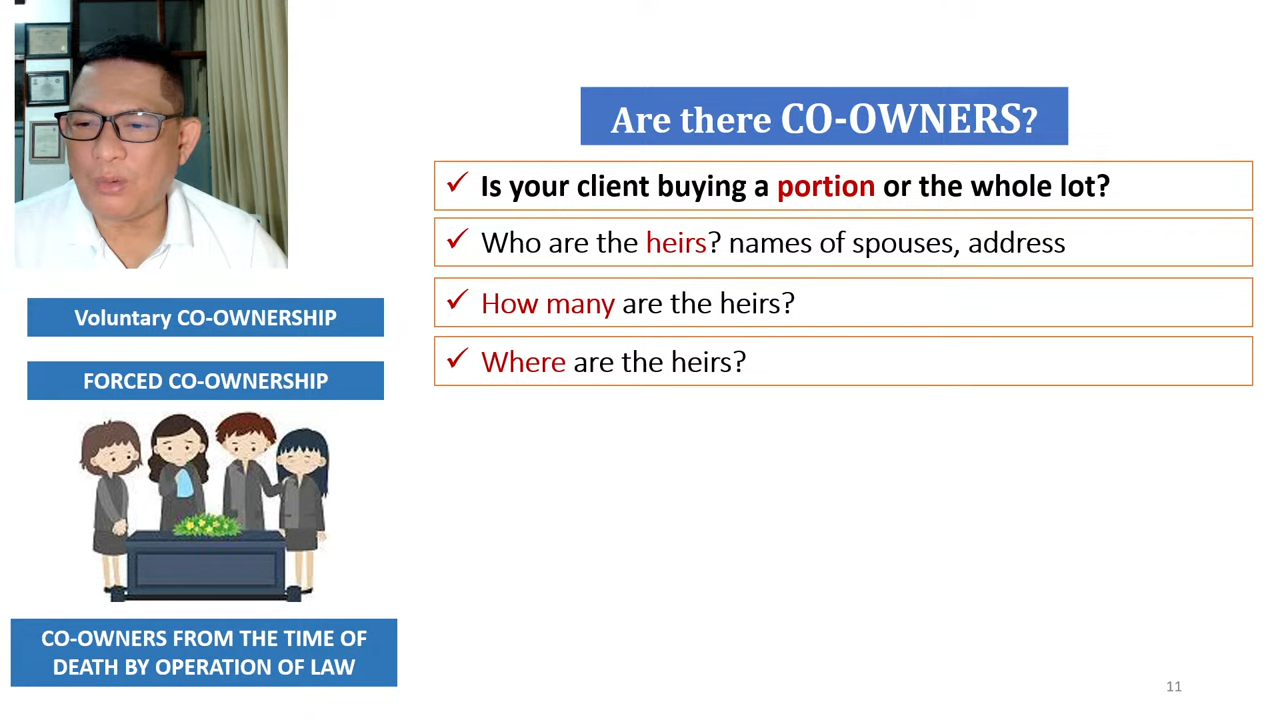 Are there CO-OWNERS?
✓ Is your client buying a portion or the whole lot?
✓ Who are the heirs? names of spouses, address
✓ How many are the heirs?
✓ Where are the heirs?
Voluntary CO-OWNERSHIP
FORCED CO-OWNERSHIP
CO-OWNERS FROM THE TIME OF
DEATH BY OPERATION OF LAW
11